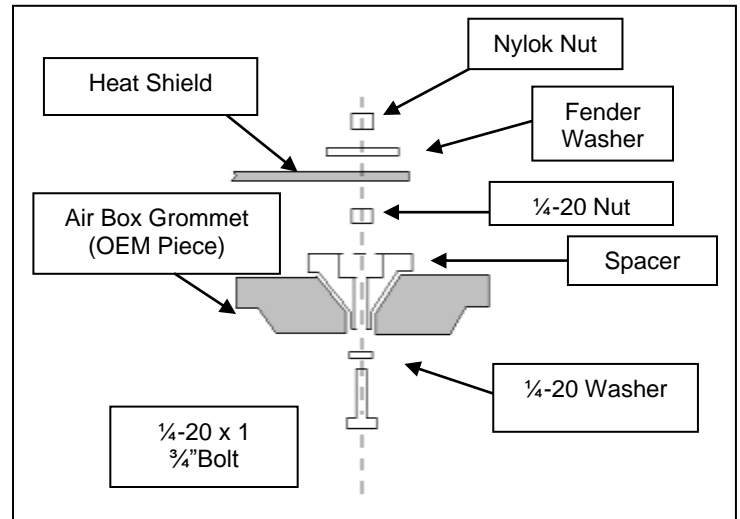 Nylok Nut
Heat Shield
Fender
Washer
¼-20 Nut
Air Box Grommet
(OEM Piece)
Spacer
¼-20 Washer
¼-20 x 1
¾”Bolt